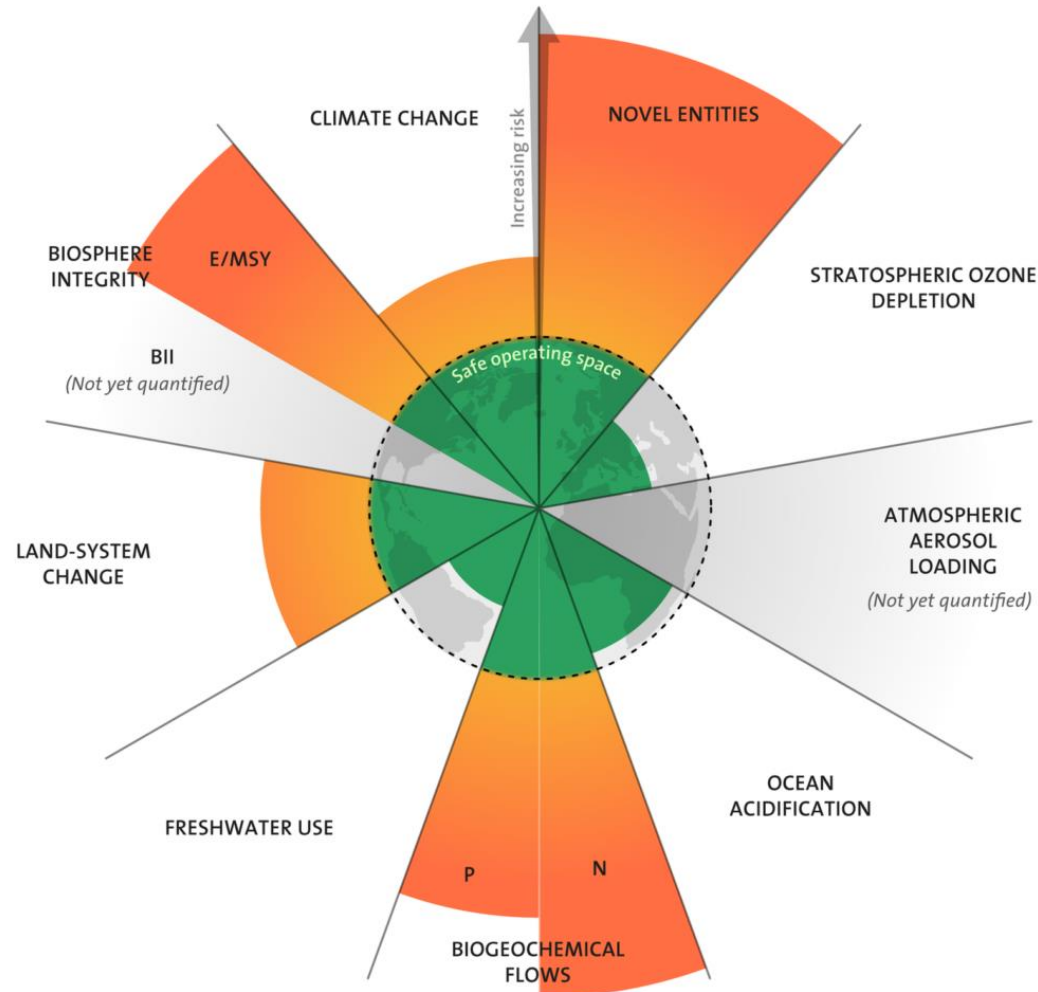 CLIMATE CHANGE
Increasing risk
NOVEL ENTITIES
STRATOSPHERIC OZONE
DEPLETION
BIOSPHERE
INTEGRITY
E/MSY
BII
(Not yet quantified)
Safe operating space
ATMOSPHERIC
AEROSOL
LOADING
(Not yet quantified)
LAND-SYSTEM
CHANGE
OCEAN
ACIDIFICATION
FRESHWATER USE
P
N
BIOGEOCHEMICAL
FLOWS